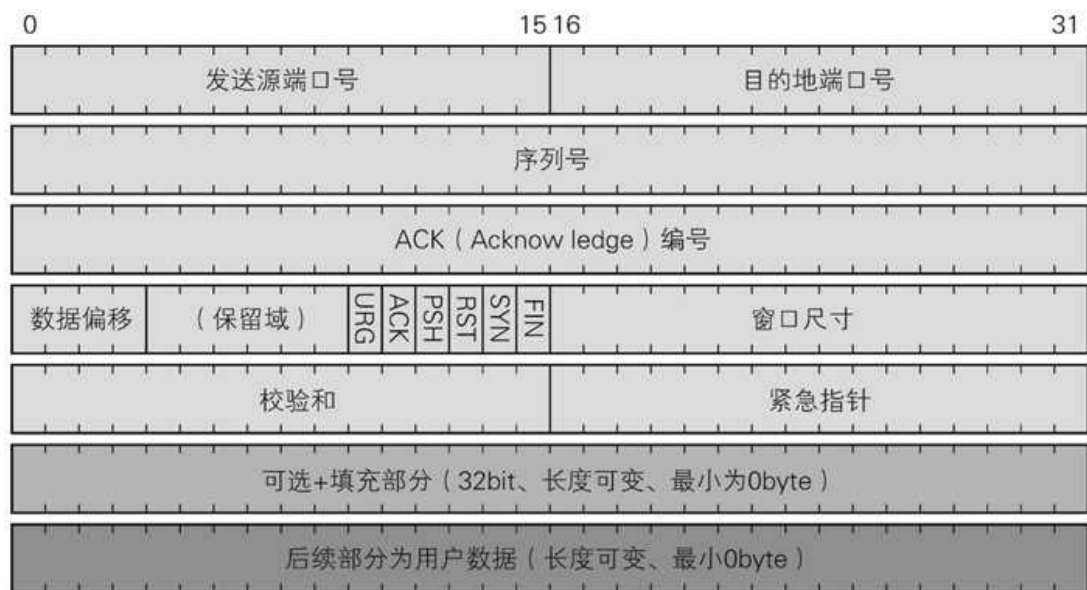 0 15 16 31
发送源端口号 目的地端口号
序列号
ACK（Acknow ledge）编号
数据偏移 （保留域） URG ACK PSH RST SYN FIN 窗口尺寸
校验和 紧急指针
可选+填充部分（32bit、长度可变、最小为0byte）
后续部分为用户数据（长度可变、最小0byte）